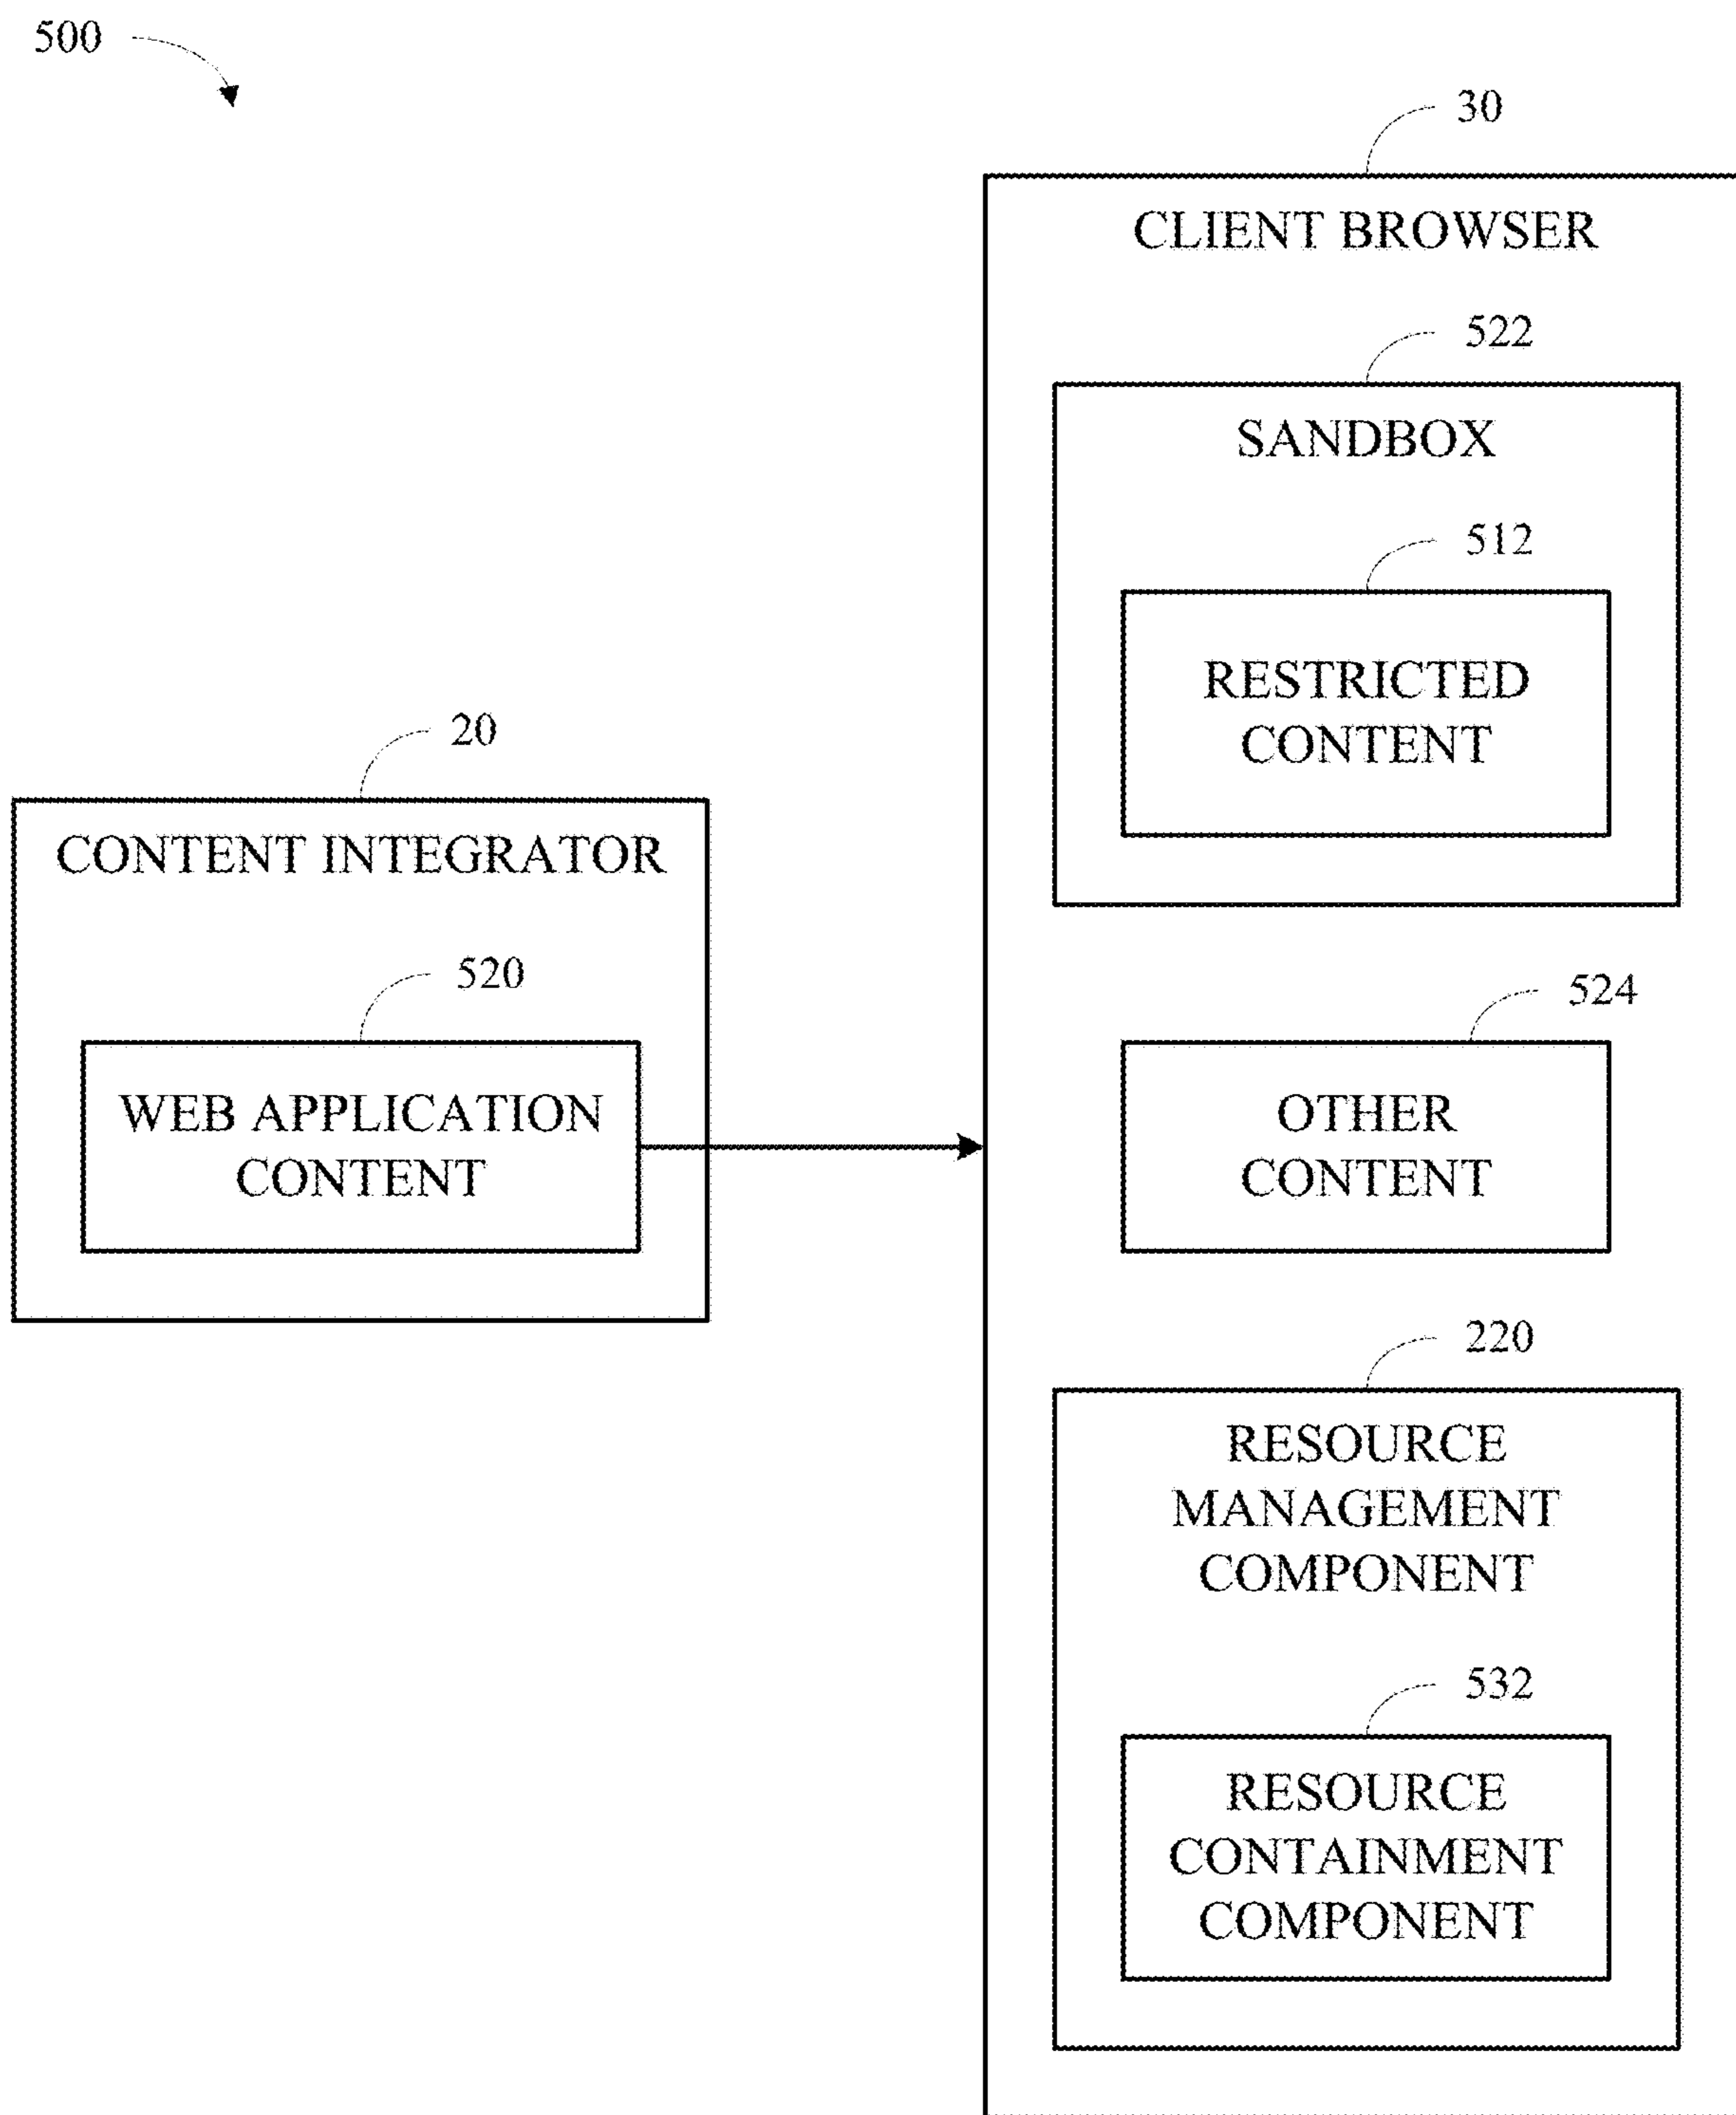 500
30
CLIENT BROWSER
522
SANDBOX
512
RESTRICTED
CONTENT
20
CONTENT INTEGRATOR
520
WEB APPLICATION
CONTENT
524
OTHER
CONTENT
220
RESOURCE
MANAGEMENT
COMPONENT
532
RESOURCE
CONTAINMENT
COMPONENT